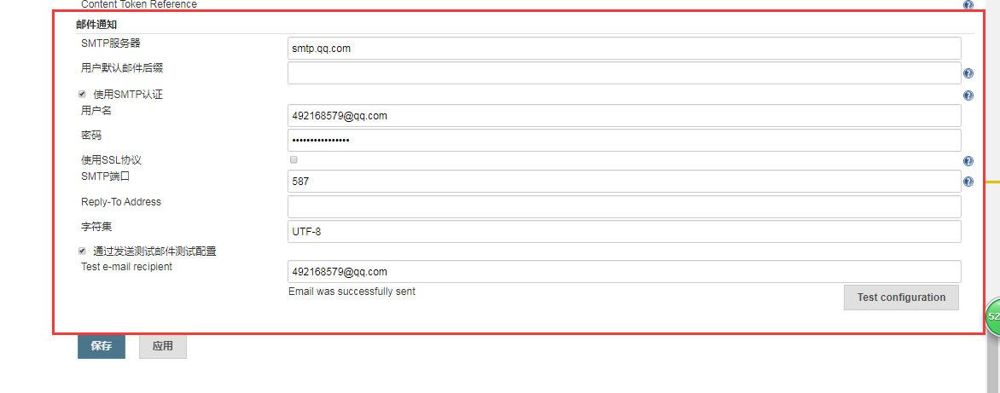 Content Token Reference
邮件通知
SMTP服务器
smtp.qq.com
用户默认邮件后缀
使用SMTP认证
用户名
492168579@qq.com
密码
••••••••••••••••
使用SSL协议
SMTP端口
587
Reply-To Address
字符集
UTF-8
通过发送测试邮件测试配置
Test e-mail recipient
492168579@qq.com
Email was successfully sent
Test configuration
52
保存
应用